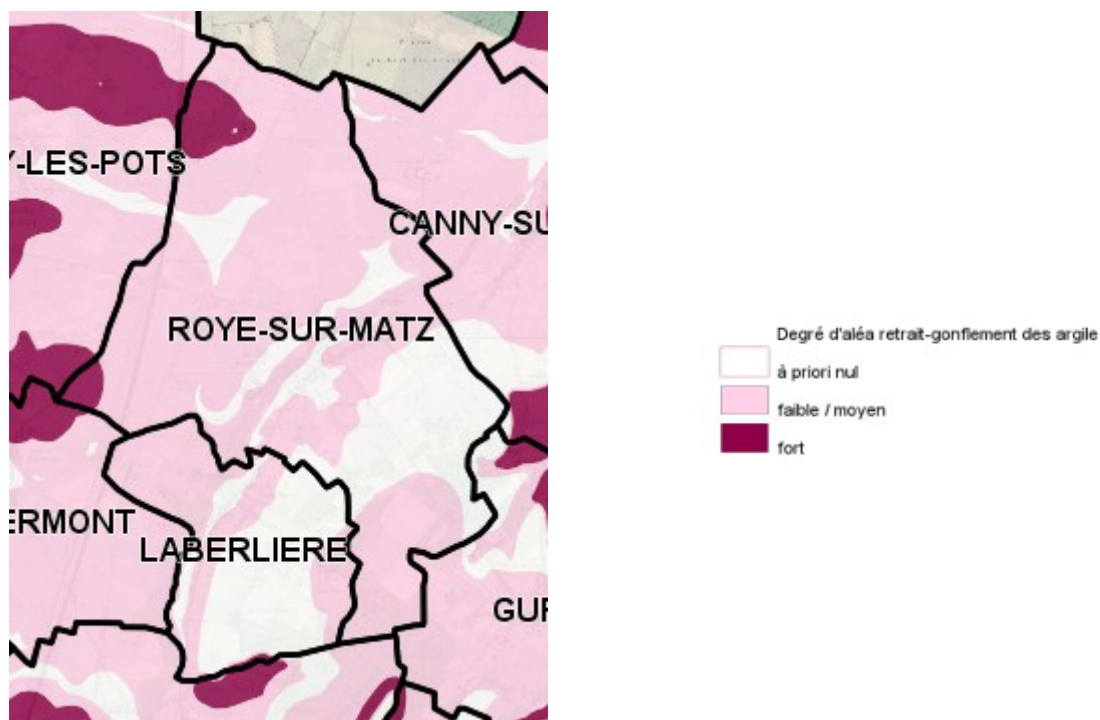 Y-LES-POTS
CANNY-SU
ROYE-SUR-MATZ
ERMONT
LABERLIERE
GUR
Degré d'aléa retrait-gonflement des argile
à priori nul
faible / moyen
fort